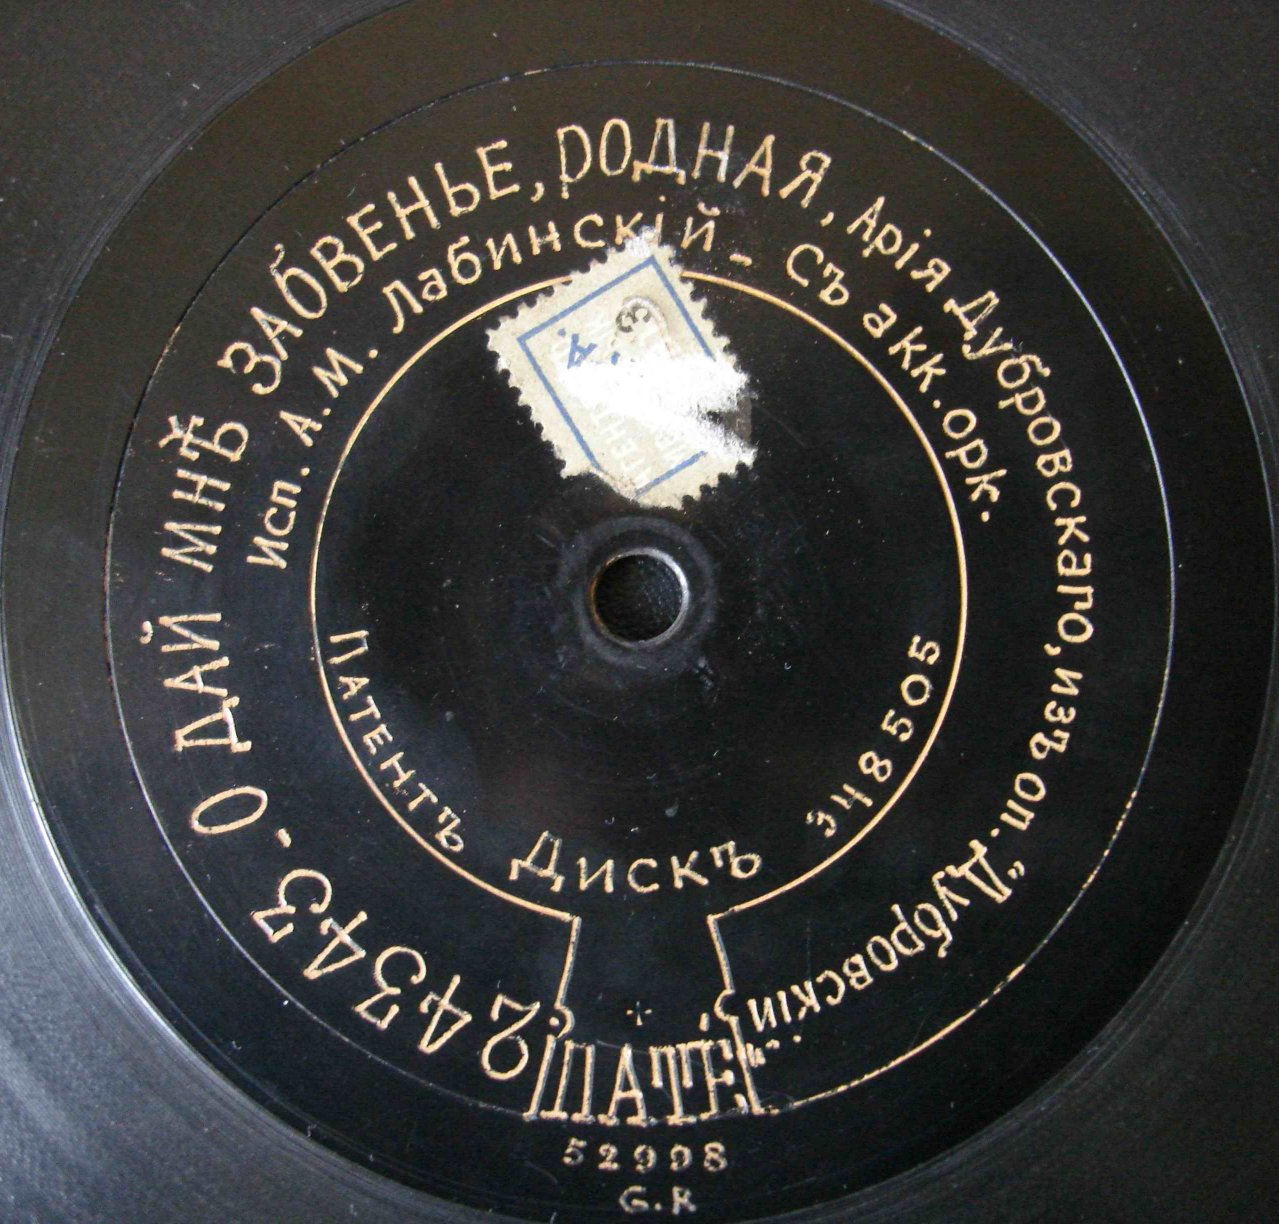 24343 - О ДАЙ МНѢ ЗАБВЕНЬЕ, РОДНАЯ, Арія Дубровскаго, изъ оп. „Дубровскій".
Исп. А. М. Лабинскій - Съ акк. орк.
ПАТЕНТЪ ДИСКЪ 348505
ПАТЕ
52998
G. R